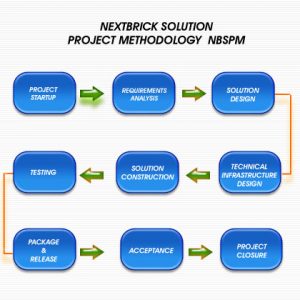 NEXTBRICK SOLUTION
PROJECT METHODOLOGY NBSPM
PROJECT
STARTUP
REQUIREMENTS
ANALYSIS
SOLUTION
DESIGN
TESTING
SOLUTION
CONSTRUCTION
TECHNICAL
INFRASTRUCTURE
DESIGN
PACKAGE
&
RELEASE
ACCEPTANCE
PROJECT
CLOSURE